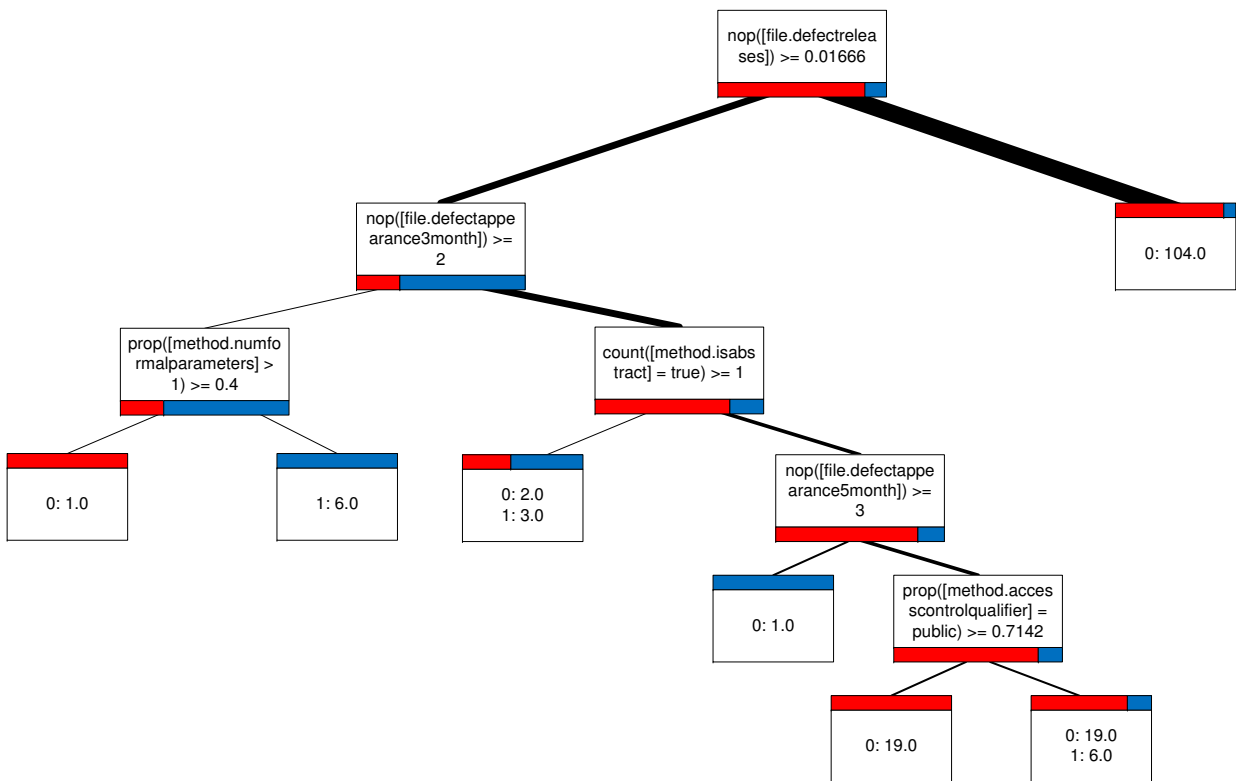 nop([file.defectrelea
ses]) >= 0.01666
nop([file.defectappe
arance3month]) >=
2
0: 104.0
prop([method.numfo
rmalparameters] >
1) >= 0.4
count([method.isabs
tract] = true) >= 1
0: 1.0
1: 6.0
0: 2.0
1: 3.0
nop([file.defectappe
arance5month]) >=
3
0: 1.0
prop([method.acces
scontrolqualifier] =
public) >= 0.7142
0: 19.0
0: 19.0
1: 6.0